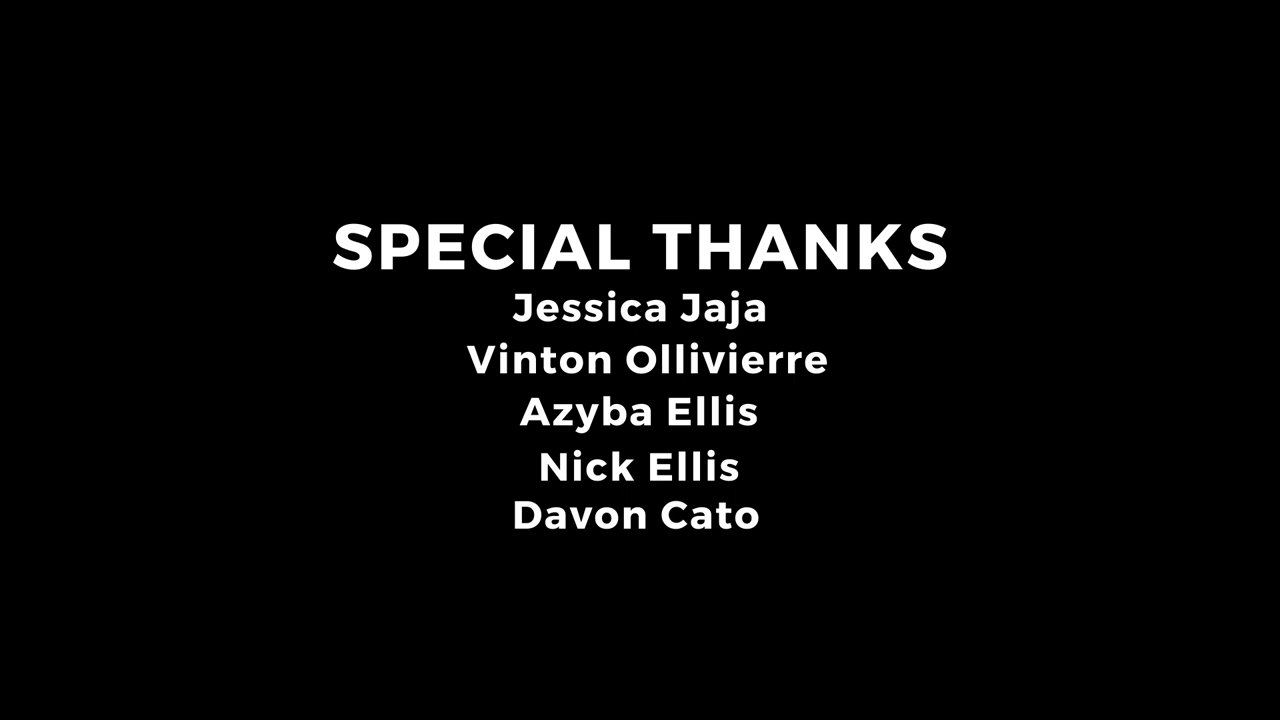 SPECIAL THANKS
Jessica Jaja
Vinton Ollivierre
Azyba Ellis
Nick Ellis
Davon Cato